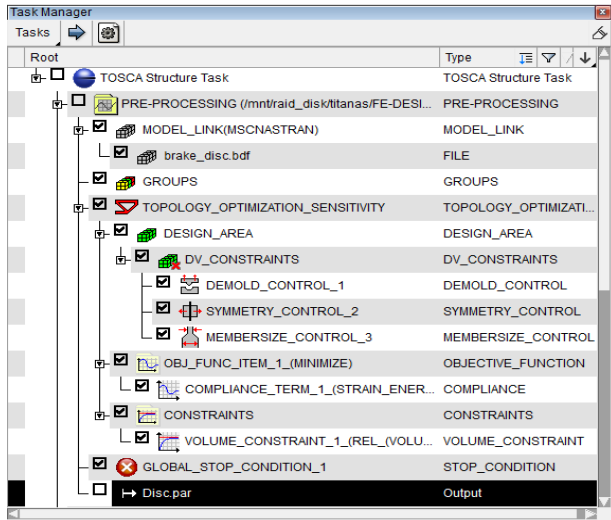 Task Manager
Tasks
Root Type
TOSCA Structure Task TOSCA Structure Task
PRE-PROCESSING (/mnt/raid_disk/titanas/FE-DESI... PRE-PROCESSING
MODEL_LINK(MSCNASTRAN) MODEL_LINK
brake_disc.bdf FILE
GROUPS GROUPS
TOPOLOGY_OPTIMIZATION_SENSITIVITY TOPOLOGY_OPTIMIZATI...
DESIGN_AREA DESIGN_AREA
DV_CONSTRAINTS DV_CONSTRAINTS
DEMOLD_CONTROL_1 DEMOLD_CONTROL
SYMMETRY_CONTROL_2 SYMMETRY_CONTROL
MEMBERSIZE_CONTROL_3 MEMBERSIZE_CONTROL
OBJ_FUNC_ITEM_1_(MINIMIZE) OBJECTIVE_FUNCTION
COMPLIANCE_TERM_1_(STRAIN_ENER... COMPLIANCE
CONSTRAINTS CONSTRAINTS
VOLUME_CONSTRAINT_1_(REL_(VOLU... VOLUME_CONSTRAINT
GLOBAL_STOP_CONDITION_1 STOP_CONDITION
Disc.par Output